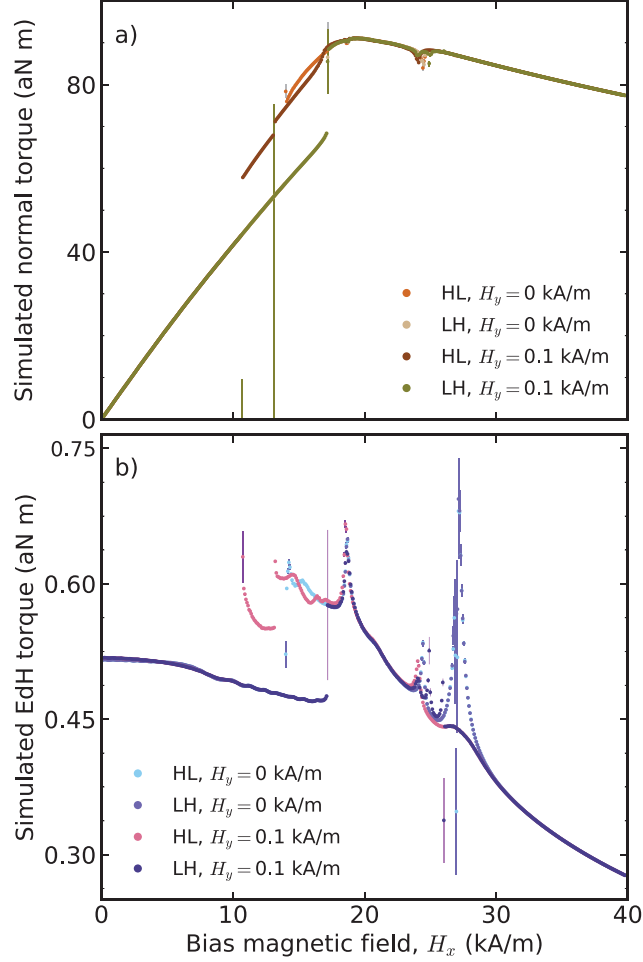 a)
Simulated normal torque (aN m)
80
40
0
HL, H_y = 0 kA/m
LH, H_y = 0 kA/m
HL, H_y = 0.1 kA/m
LH, H_y = 0.1 kA/m
b)
Simulated EdH torque (aN m)
0.75
0.60
0.45
0.30
HL, H_y = 0 kA/m
LH, H_y = 0 kA/m
HL, H_y = 0.1 kA/m
LH, H_y = 0.1 kA/m
0 10 20 30 40
Bias magnetic field, H_x (kA/m)